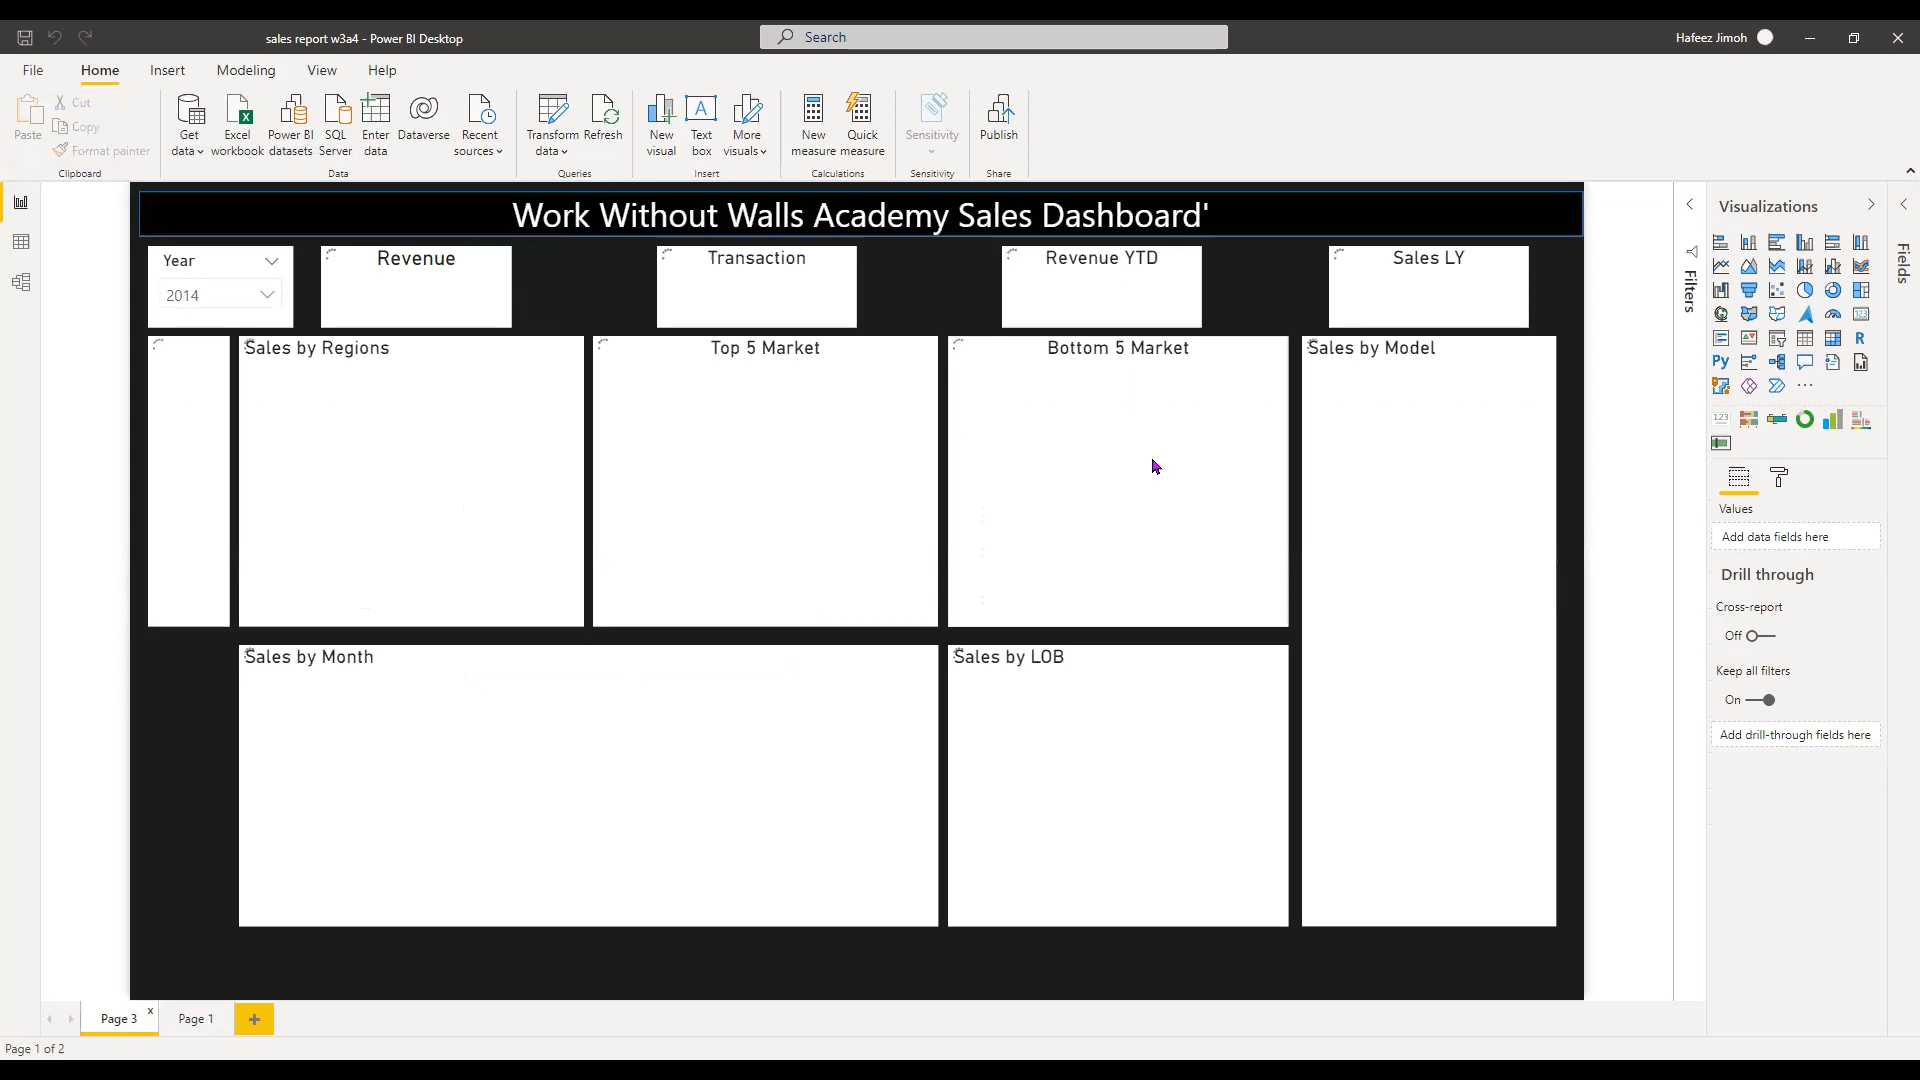 sales report w3a4 - Power BI Desktop
Search
Hafeez Jimoh
File Home Insert Modeling View Help
Paste
Cut
Copy
Format painter
Clipboard
Get data
Excel workbook
Power BI datasets
SQL Server
Enter data
Dataverse
Recent sources
Data
Transform data
Refresh
Queries
New visual
Text box
More visuals
Insert
New measure
Quick measure
Calculations
Sensitivity
Sensitivity
Publish
Share
Work Without Walls Academy Sales Dashboard'
Year
2014
Revenue
Transaction
Revenue YTD
Sales LY
Sales by Regions
Top 5 Market
Bottom 5 Market
Sales by Model
Sales by Month
Sales by LOB
Filters
Visualizations
R
Py
123
123
Values
Add data fields here
Drill through
Cross-report
Off
Keep all filters
On
Add drill-through fields here
Fields
Page 3
x
Page 1
+
Page 1 of 2